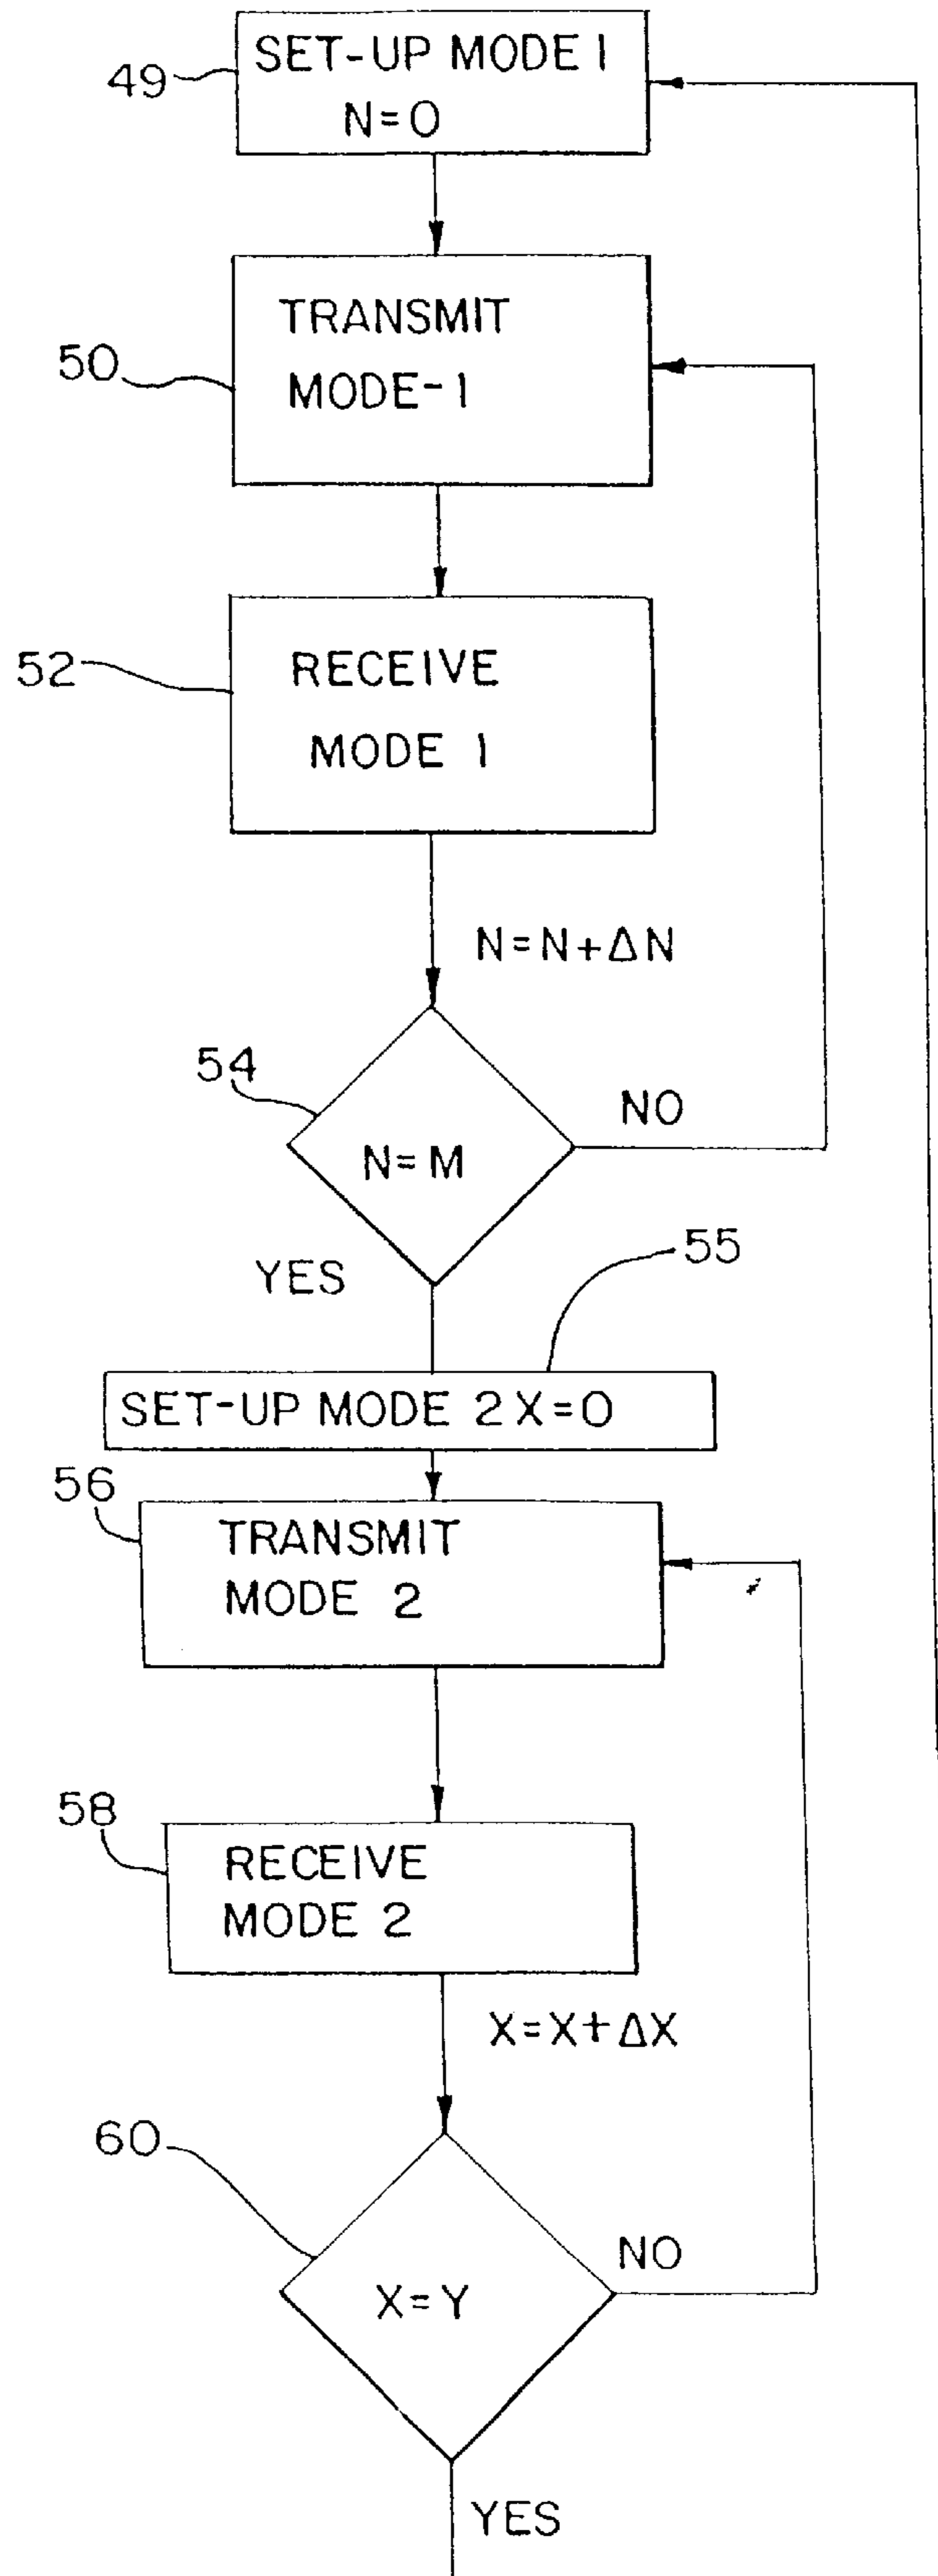 SET-UP MODE 1
49
N=0
TRANSMIT
50
MODE-1
52
RECEIVE
MODE 1
N=N+ΔN
54
NO
N=M
55
YES
SET-UP MODE 2 X=0
56
TRANSMIT
MODE 2
58
RECEIVE
MODE 2
X=X+ΔX
60
NO
X=Y
YES